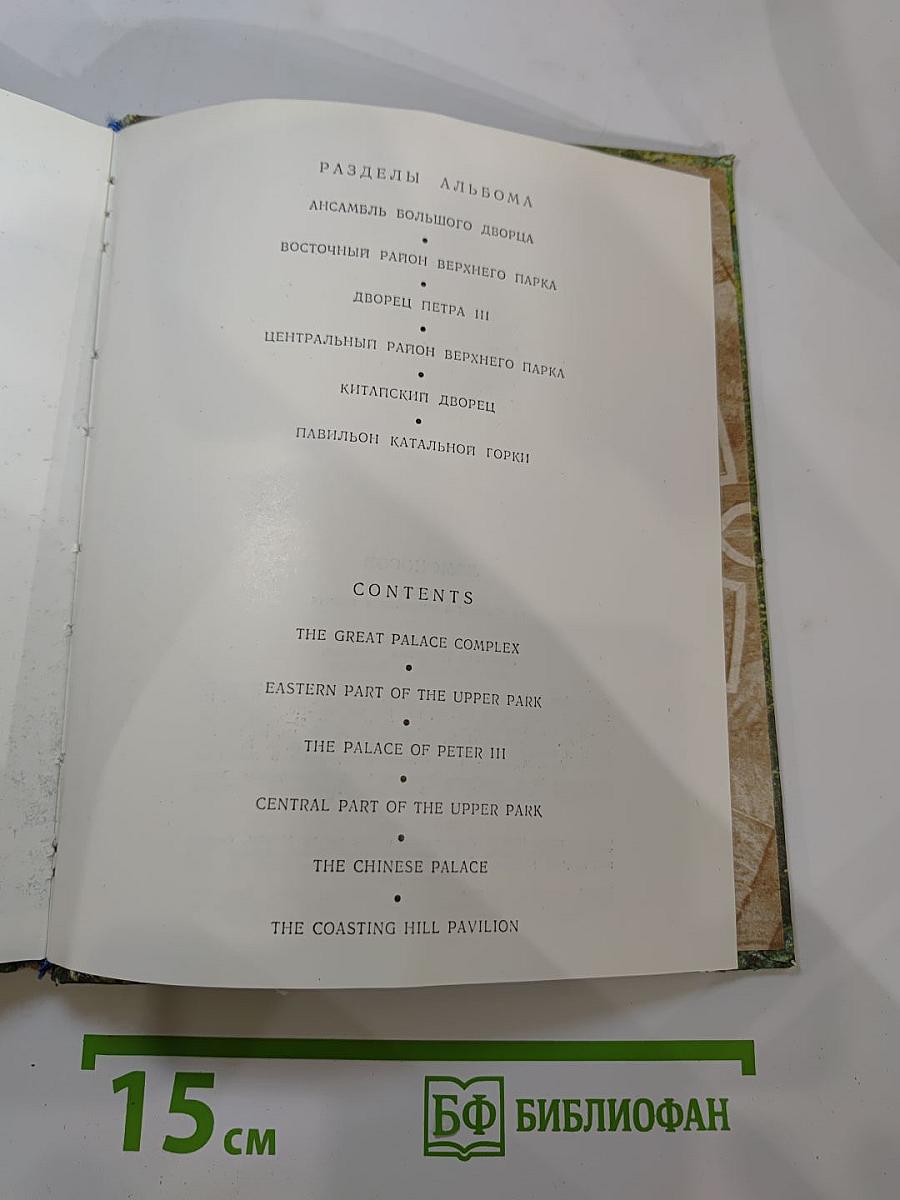 РАЗДЕЛЫ АЛЬБОМА
АНСАМБЛЬ БОЛЬШОГО ДВОРЦА
•
ВОСТОЧНЫЙ РАЙОН ВЕРХНЕГО ПАРКА
•
ДВОРЕЦ ПЕТРА III
•
ЦЕНТРАЛЬНЫЙ РАЙОН ВЕРХНЕГО ПАРКА
•
КИТАЙСКИЙ ДВОРЕЦ
•
ПАВИЛЬОН КАТАЛЬНОЙ ГОРКИ
CONTENTS
THE GREAT PALACE COMPLEX
•
EASTERN PART OF THE UPPER PARK
•
THE PALACE OF PETER III
•
CENTRAL PART OF THE UPPER PARK
•
THE CHINESE PALACE
•
THE COASTING HILL PAVILION
15 СМ
БФ БИБЛИОФАН